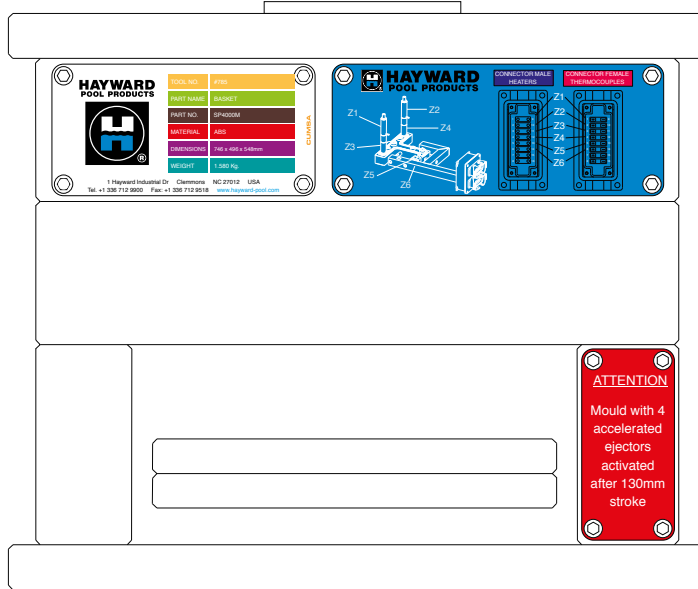 HAYWARD
POOL PRODUCTS
H
®
TOOL NO. #785
PART NAME BASKET
PART NO. SP4000M
MATERIAL ABS
DIMENSIONS 746 x 496 x 548mm
WEIGHT 1.580 Kg.
CUMSA
1 Hayward Industrial Dr Clemmons NC 27012 USA
Tel. +1 336 712 9900 Fax: +1 336 712 9518 www.hayward-pool.com
HAYWARD
POOL PRODUCTS
CONNECTOR MALE
HEATERS
CONNECTOR FEMALE
THERMOCOUPLES
Z1
Z2
Z3
Z4
Z5
Z6
Z1
Z2
Z3
Z4
Z5
Z6
ATTENTION
Mould with 4
accelerated
ejectors
activated
after 130mm
stroke